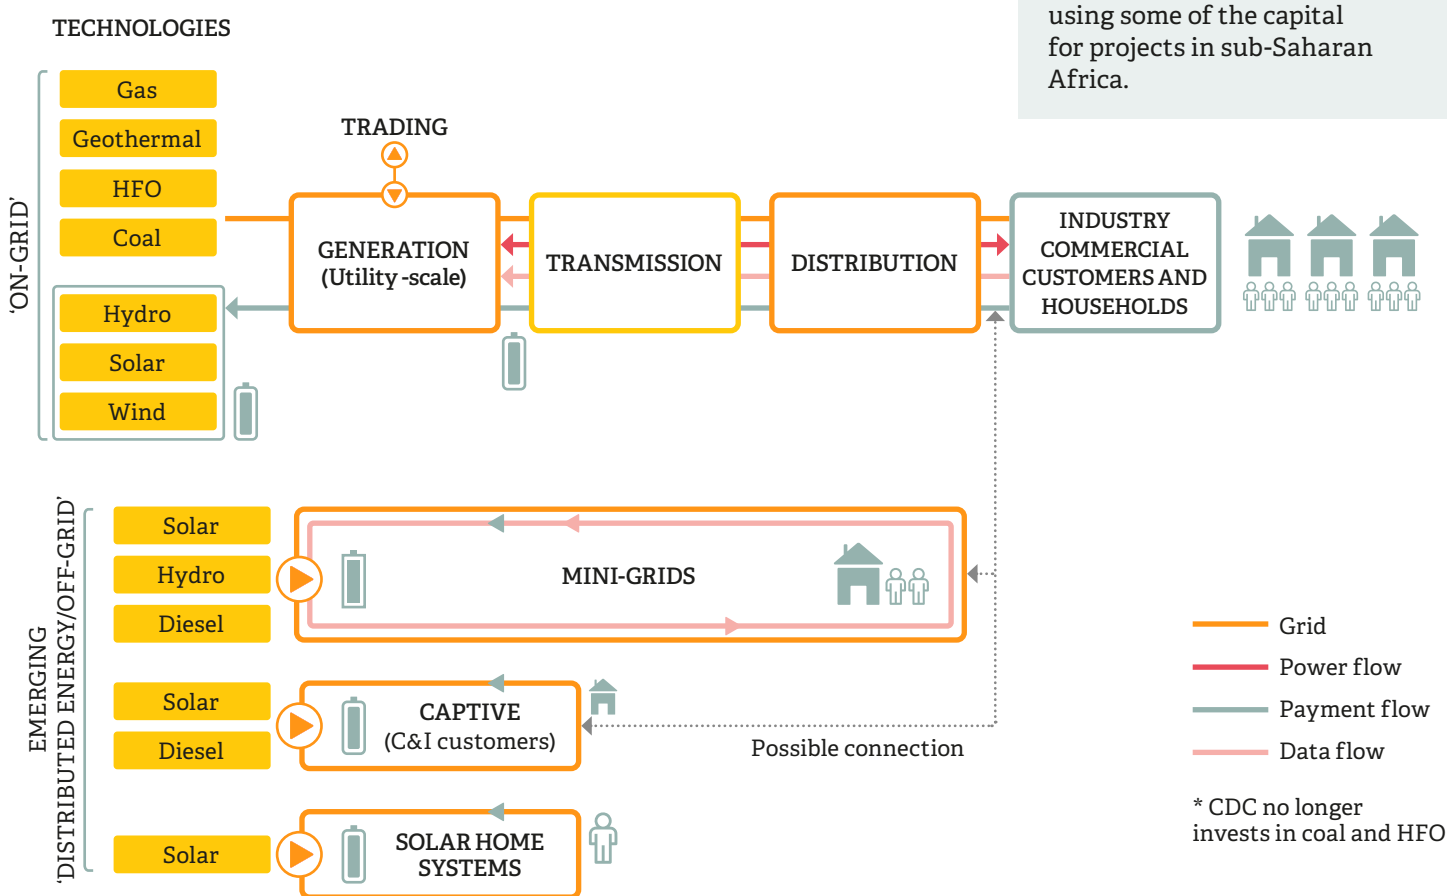 using some of the capital
for projects in sub-Saharan
Africa.
TECHNOLOGIES
'ON-GRID'
Gas
Geothermal
HFO
Coal
Hydro
Solar
Wind
TRADING
GENERATION
(Utility -scale)
TRANSMISSION
DISTRIBUTION
INDUSTRY
COMMERCIAL
CUSTOMERS AND
HOUSEHOLDS
EMERGING
'DISTRIBUTED ENERGY/OFF-GRID'
Solar
Hydro
Diesel
MINI-GRIDS
Solar
Diesel
CAPTIVE
(C&I customers)
Possible connection
Solar
SOLAR HOME
SYSTEMS
Grid
Power flow
Payment flow
Data flow
* CDC no longer
invests in coal and HFO